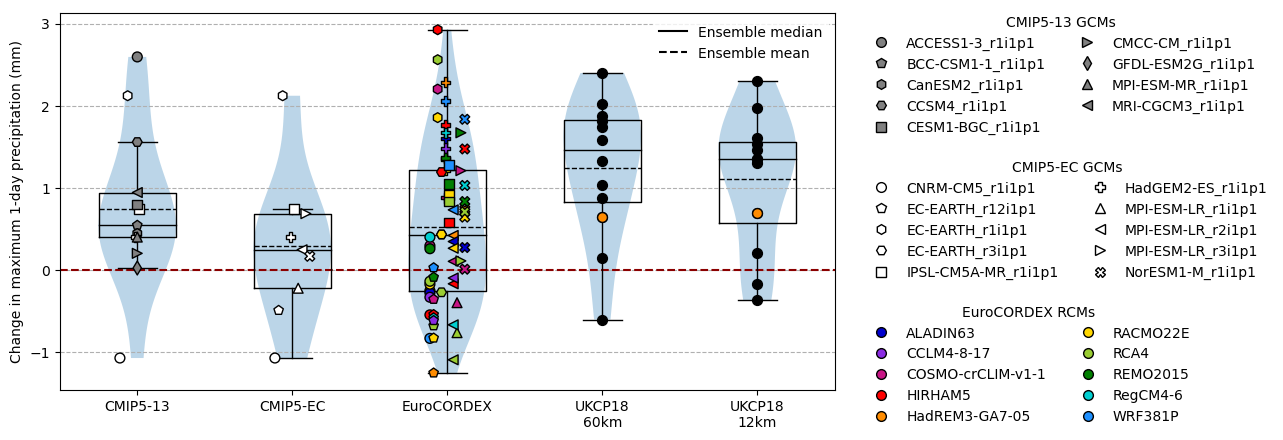 Change in maximum 1-day precipitation (mm)
3
2
1
0
−1
Ensemble median
Ensemble mean
CMIP5-13
CMIP5-EC
EuroCORDEX
UKCP18
60km
UKCP18
12km
CMIP5-13 GCMs
ACCESS1-3_r1i1p1
BCC-CSM1-1_r1i1p1
CanESM2_r1i1p1
CCSM4_r1i1p1
CESM1-BGC_r1i1p1
CMCC-CM_r1i1p1
GFDL-ESM2G_r1i1p1
MPI-ESM-MR_r1i1p1
MRI-CGCM3_r1i1p1
CMIP5-EC GCMs
CNRM-CM5_r1i1p1
EC-EARTH_r12i1p1
EC-EARTH_r1i1p1
EC-EARTH_r3i1p1
IPSL-CM5A-MR_r1i1p1
HadGEM2-ES_r1i1p1
MPI-ESM-LR_r1i1p1
MPI-ESM-LR_r2i1p1
MPI-ESM-LR_r3i1p1
NorESM1-M_r1i1p1
EuroCORDEX RCMs
ALADIN63
CCLM4-8-17
COSMO-crCLIM-v1-1
HIRHAM5
HadREM3-GA7-05
RACMO22E
RCA4
REMO2015
RegCM4-6
WRF381P